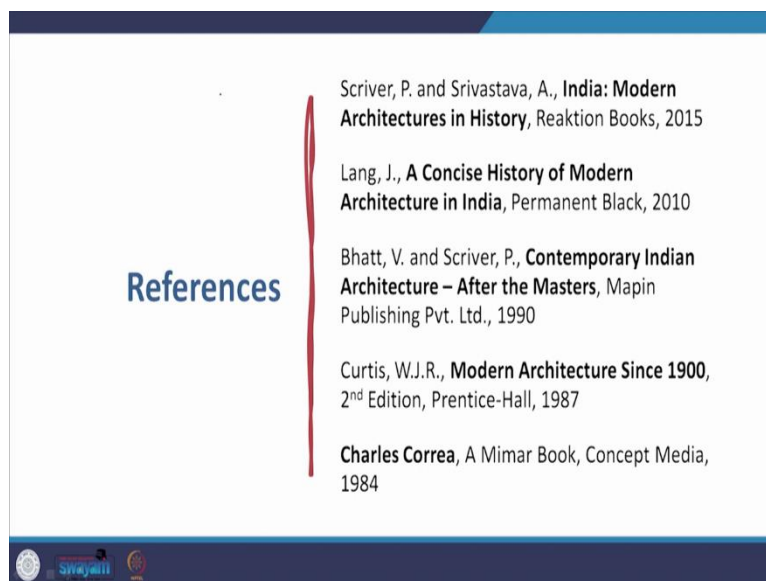 References
Scriver, P. and Srivastava, A., India: Modern
Architectures in History, Reaktion Books, 2015
Lang, J., A Concise History of Modern
Architecture in India, Permanent Black, 2010
Bhatt, V. and Scriver, P., Contemporary Indian
Architecture – After the Masters, Mapin
Publishing Pvt. Ltd., 1990
Curtis, W.J.R., Modern Architecture Since 1900,
2nd Edition, Prentice-Hall, 1987
Charles Correa, A Mimar Book, Concept Media,
1984
swayam